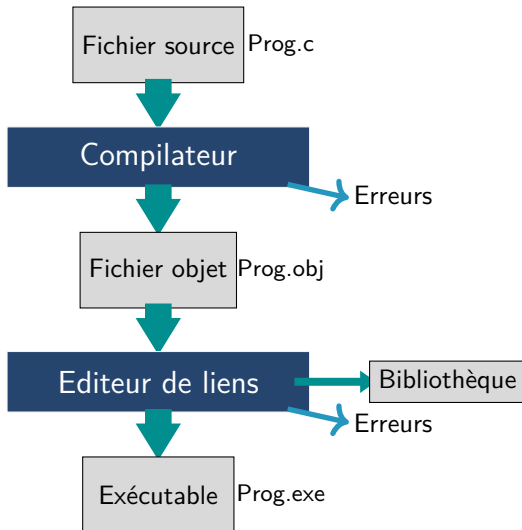 Fichier source Prog.c
Compilateur
Erreurs
Fichier objet Prog.obj
Editeur de liens
Bibliothèque
Erreurs
Exécutable Prog.exe